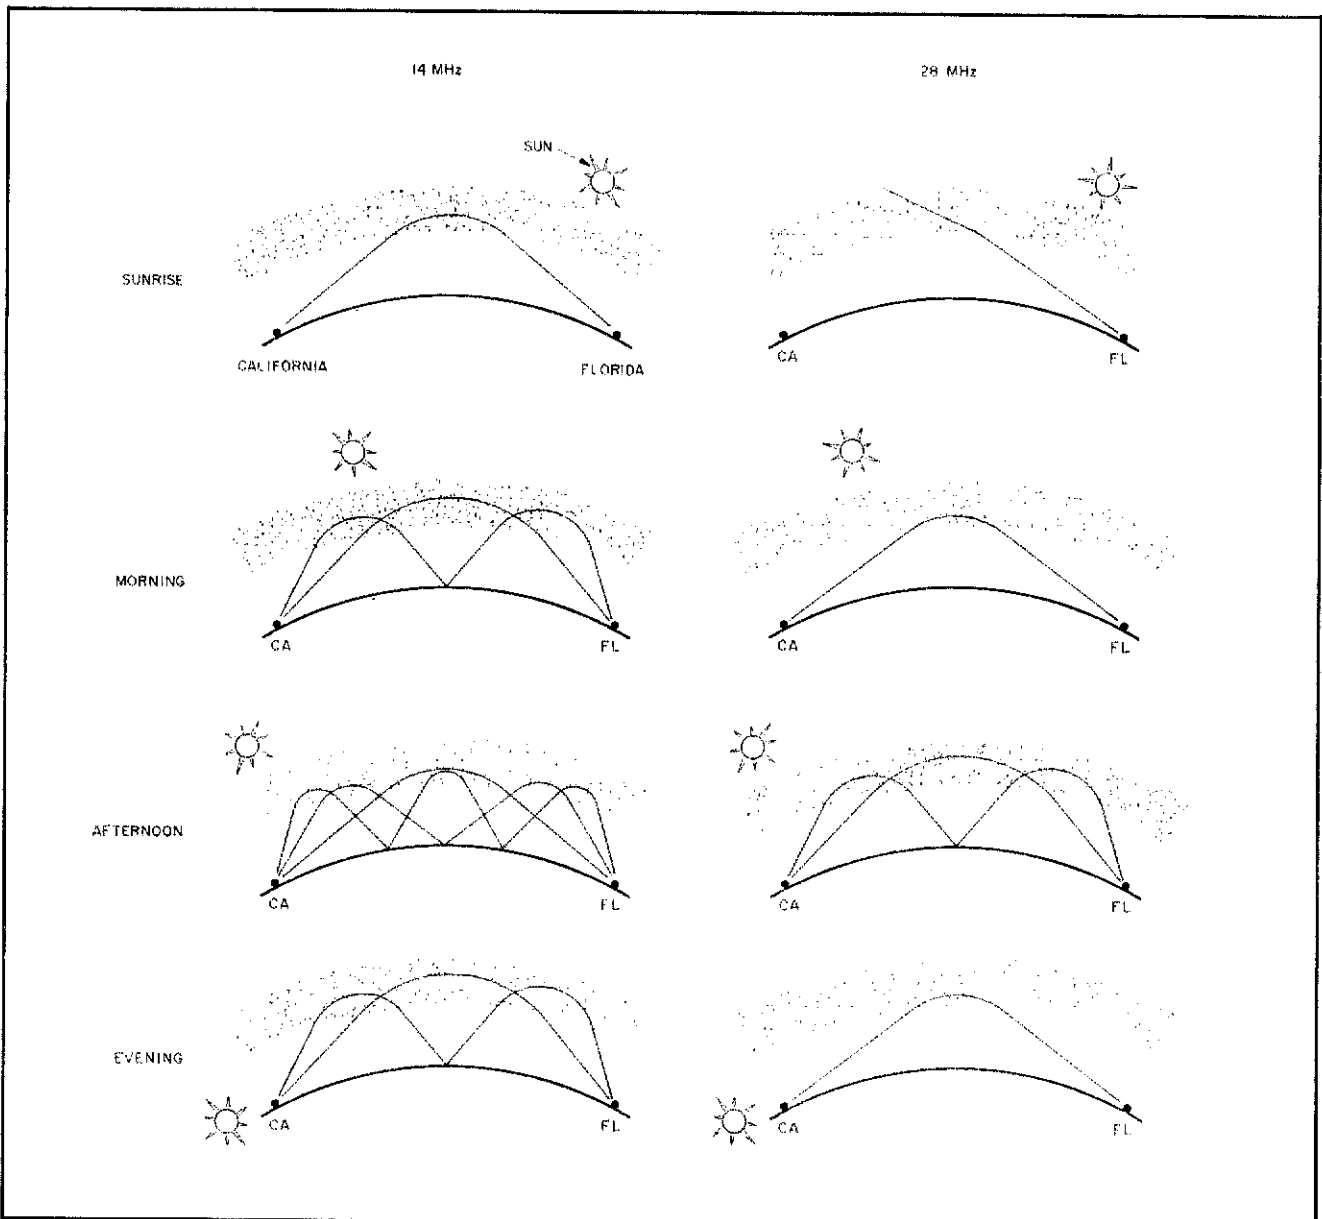 14 MHz 28 MHz
SUN
SUNRISE
CALIFORNIA FLORIDA CA FL
MORNING
CA FL CA FL
AFTERNOON
CA FL CA FL
EVENING
CA FL CA FL